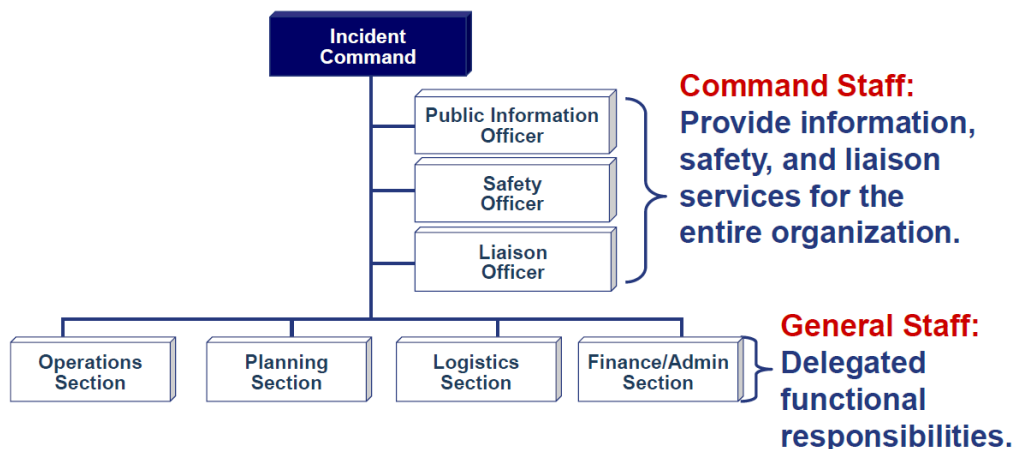 Incident
Command
Public Information
Officer
Safety
Officer
Liaison
Officer
Command Staff:
Provide information,
safety, and liaison
services for the
entire organization.
Operations
Section
Planning
Section
Logistics
Section
Finance/Admin
Section
General Staff:
Delegated
functional
responsibilities.